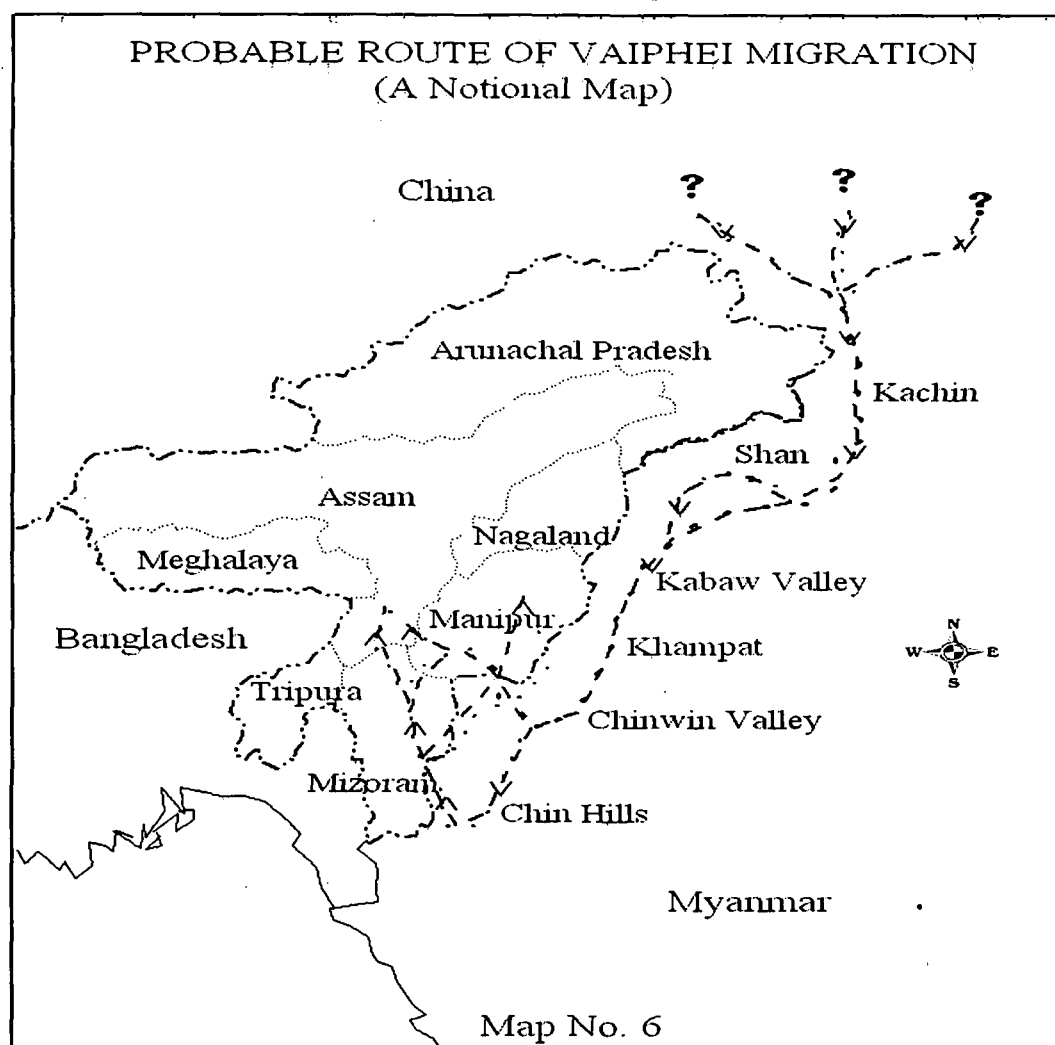 PROBABLE ROUTE OF VAIPHEI MIGRATION
(A Notional Map)
China
?
?
?
Arunachal Pradesh
Kachin
Shan
Assam
Nagaland
Meghalaya
Kabaw Valley
Manipur
Bangladesh
Khampat
N
W E
S
Tripura
Chinwin Valley
Mizoram
Chin Hills
Myanmar
Map No. 6